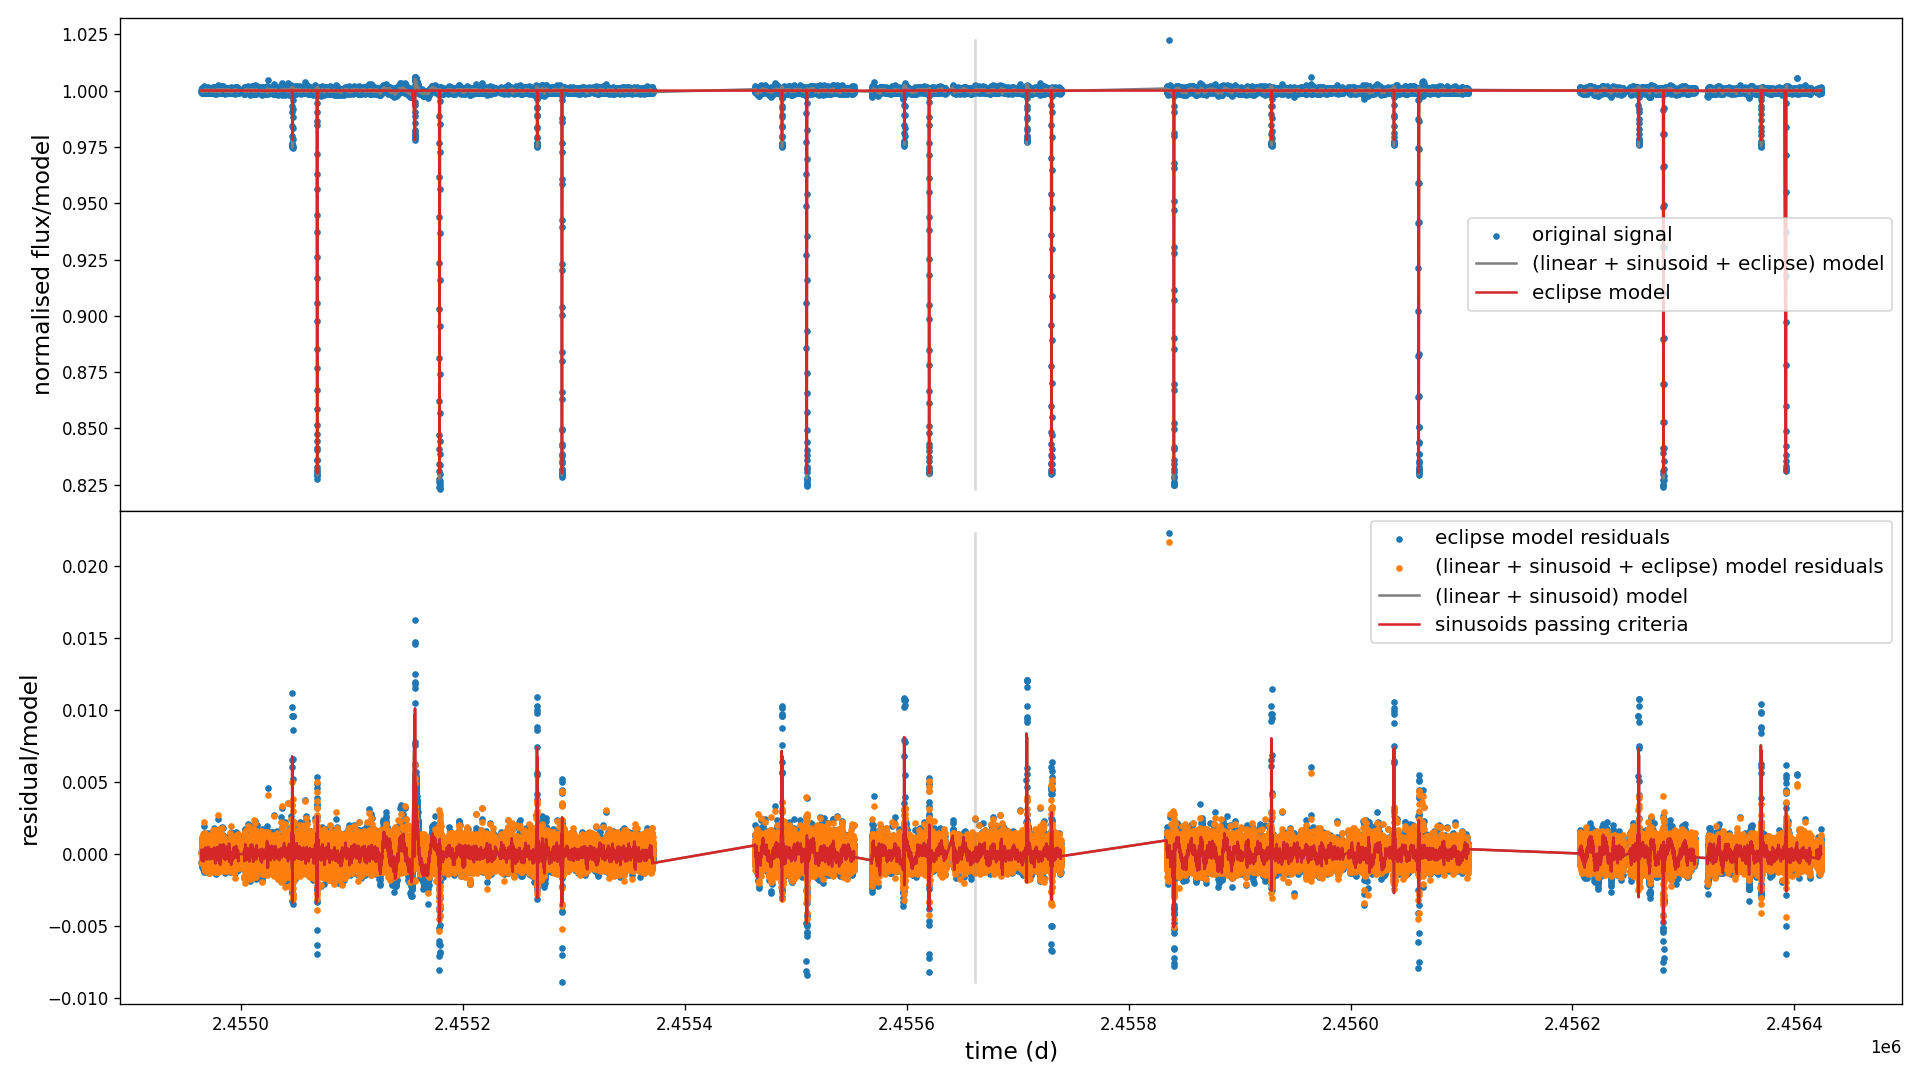 1.025
1.000
0.975
0.950
0.925
0.900
0.875
0.850
0.825
normalised flux/model
original signal
(linear + sinusoid + eclipse) model
eclipse model
0.020
0.015
0.010
0.005
0.000
−0.005
−0.010
residual/model
eclipse model residuals
(linear + sinusoid + eclipse) model residuals
(linear + sinusoid) model
sinusoids passing criteria
2.4550 2.4552 2.4554 2.4556 2.4558 2.4560 2.4562 2.4564
1e6
time (d)